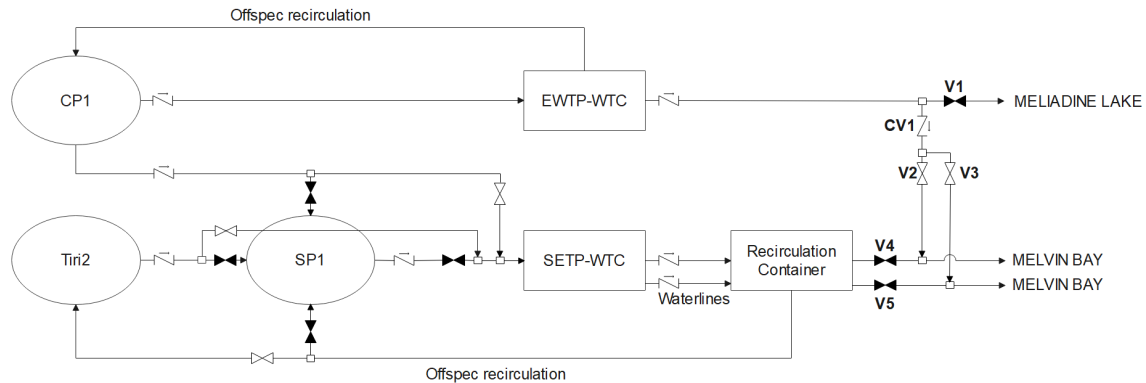 Offspec recirculation
CP1
EWTP-WTC
V1
MELIADINE LAKE
CV1
V2
V3
Tiri2
SP1
SETP-WTC
Waterlines
Recirculation
Container
V4
MELVIN BAY
V5
MELVIN BAY
Offspec recirculation